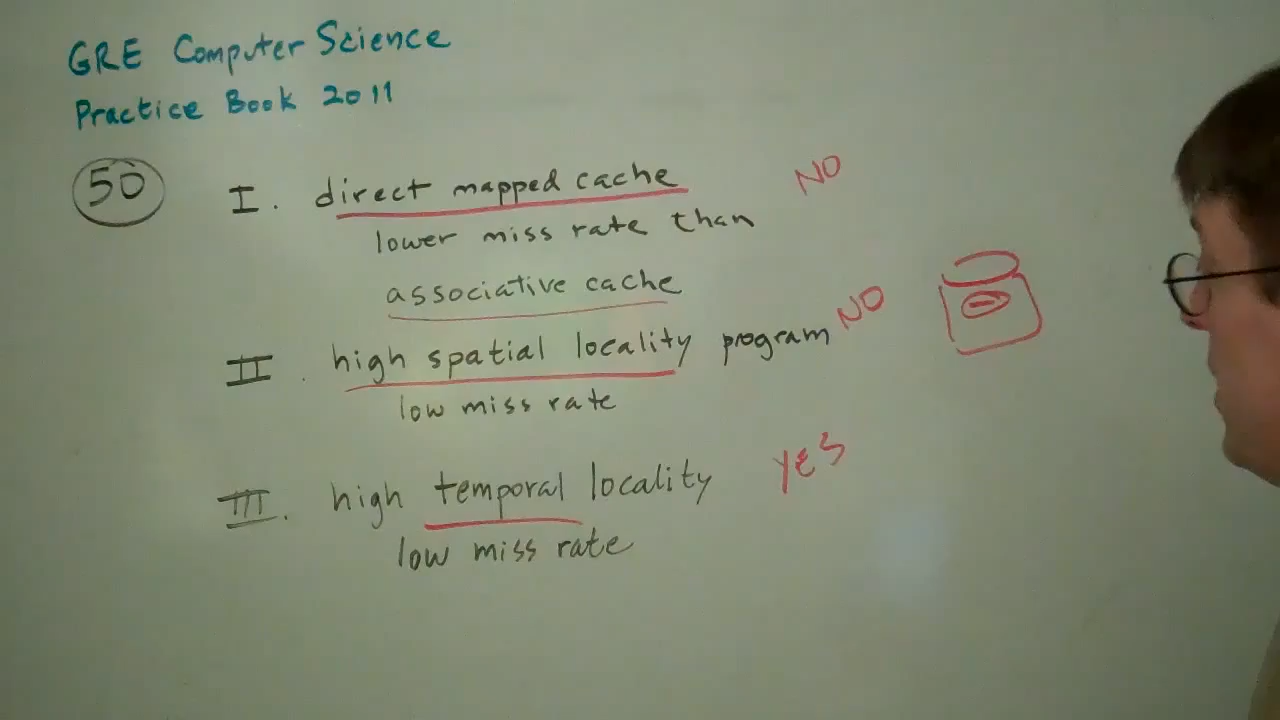 GRE Computer Science
Practice Book 2011
50 I. direct mapped cache NO
lower miss rate than
associative cache
II. high spatial locality program NO
low miss rate
III. high temporal locality yes
low miss rate